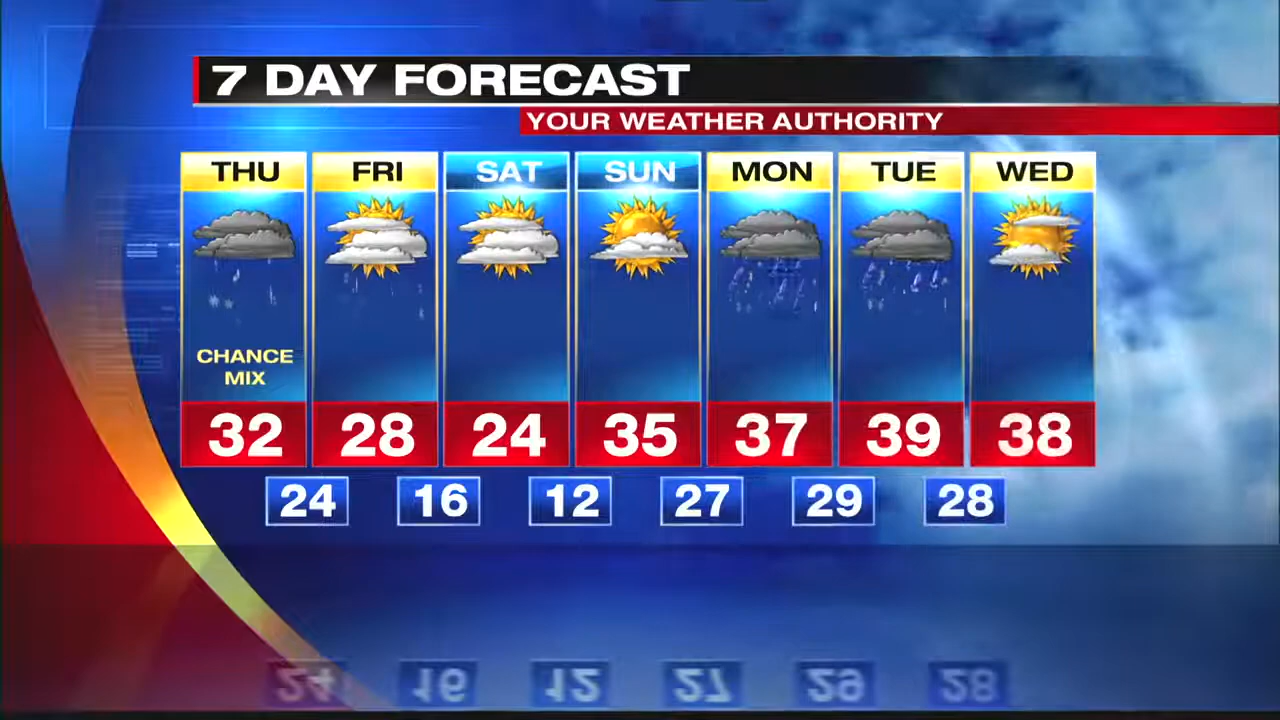 7 DAY FORECAST
YOUR WEATHER AUTHORITY
THU FRI SAT SUN MON TUE WED
CHANCE
MIX
32 28 24 35 37 39 38
24 16 12 27 29 28